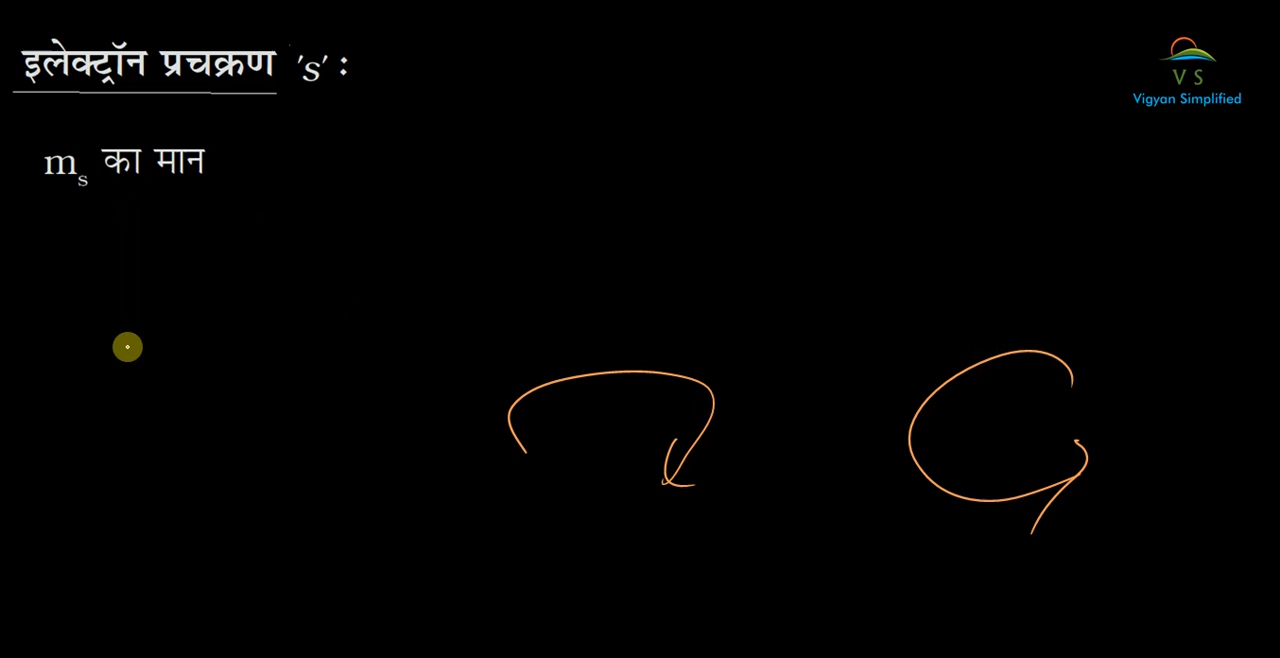 इलेक्ट्रॉन प्रचक्रण 's' :
V S
Vigyan Simplified
mₛ का मान